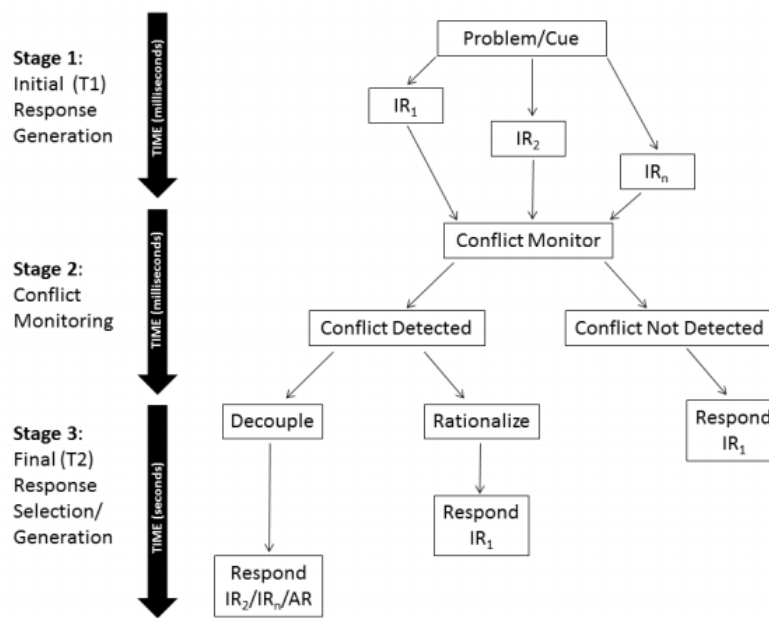 Problem/Cue
Stage 1:
Initial (T1)
Response
Generation
TIME (milliseconds)
IR₁
IR₂
IRₙ
Conflict Monitor
Stage 2:
Conflict
Monitoring
TIME (milliseconds)
Conflict Detected
Conflict Not Detected
Stage 3:
Final (T2)
Response
Selection/
Generation
TIME (seconds)
Decouple
Rationalize
Respond
IR₁
Respond
IR₁
Respond
IR₂/IRₙ/AR